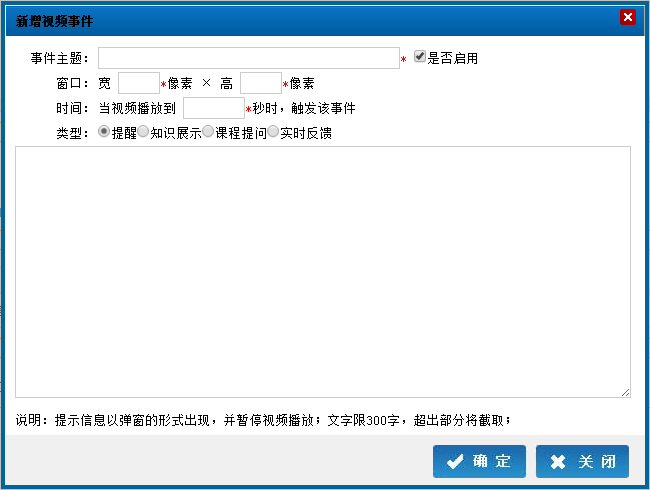 新增视频事件
事件主题： * 是否启用
窗口： 宽 *像素 × 高 *像素
时间： 当视频播放到 *秒时，触发该事件
类型： 提醒 知识展示 课程提问 实时反馈
说明：提示信息以弹窗的形式出现，并暂停视频播放；文字限300字，超出部分将截取；
确 定 关 闭